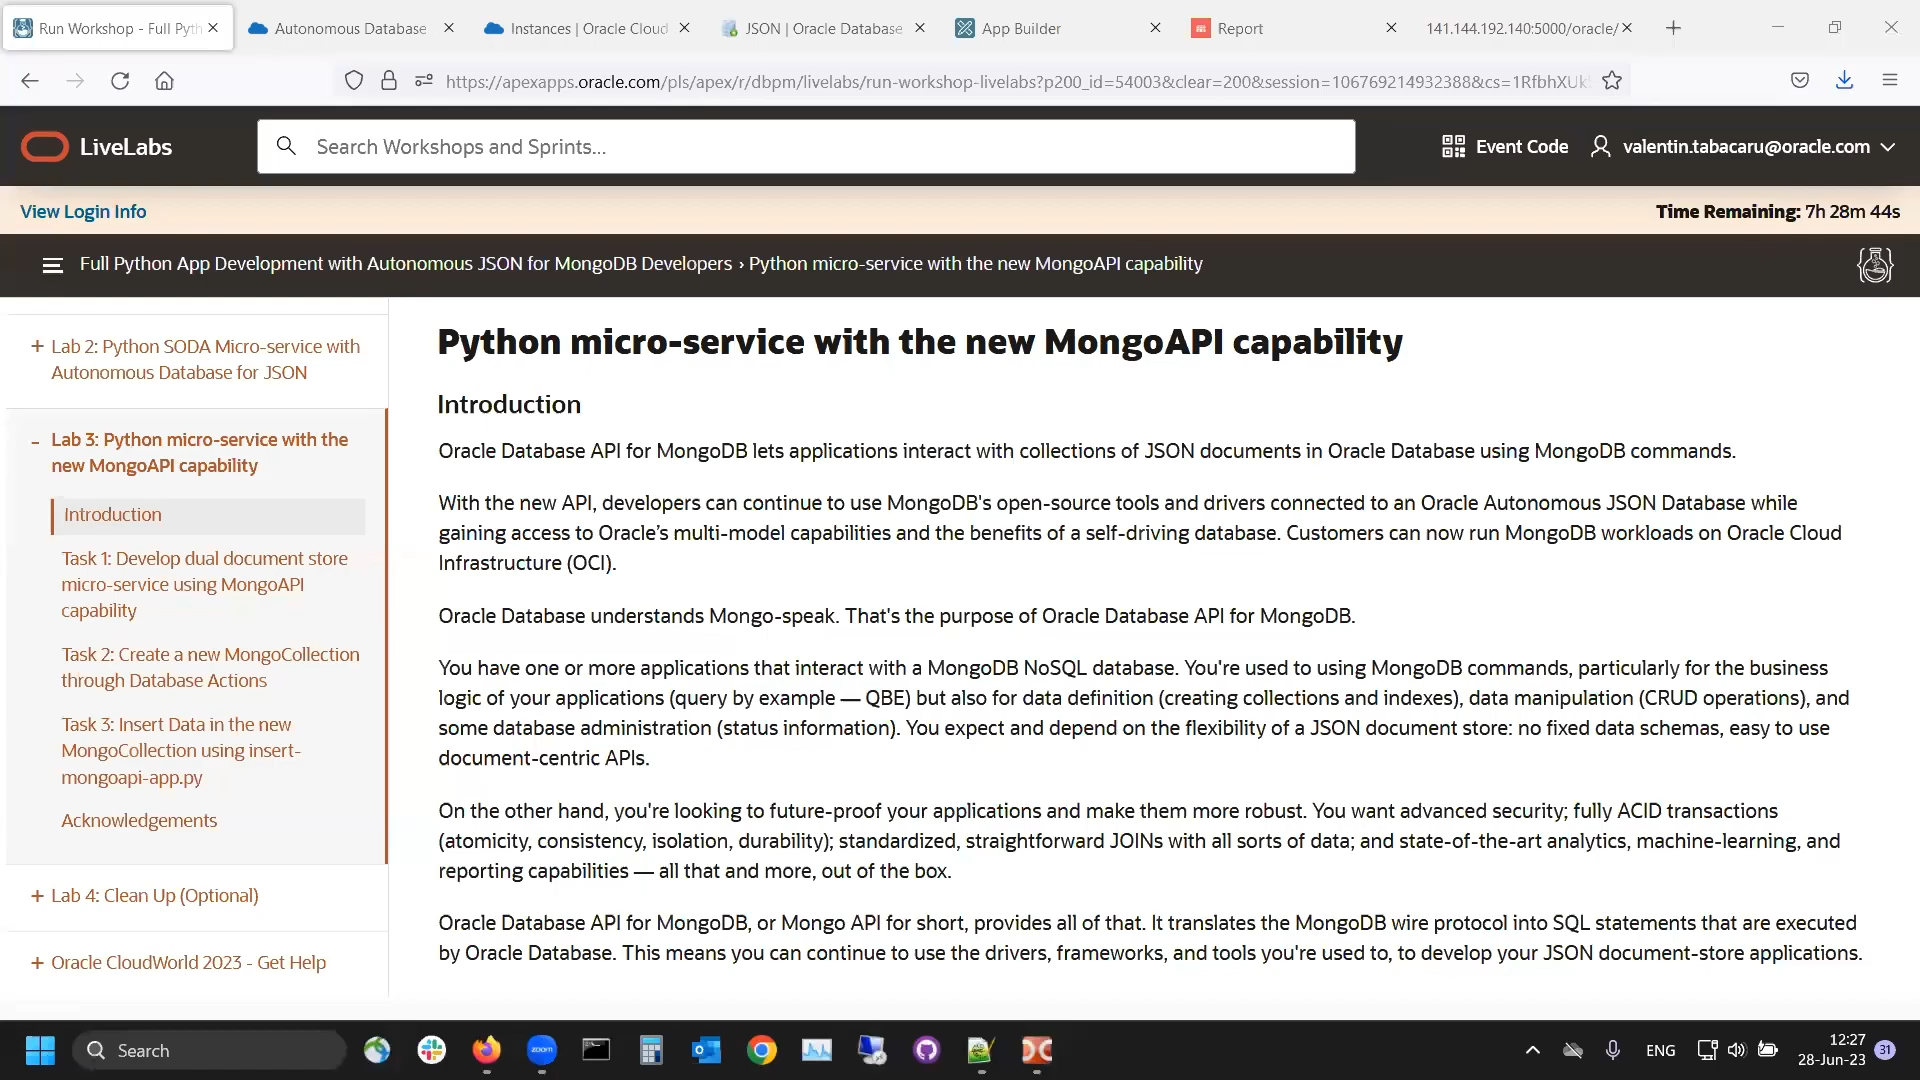 Run Workshop - Full Pyth
Autonomous Database
Instances | Oracle Cloud
JSON | Oracle Database
App Builder
Report
141.144.192.140:5000/oracle/
https://apexapps.oracle.com/pls/apex/r/dbpm/livelabs/run-workshop-livelabs?p200_id=54003&clear=200&session=106769214932388&cs=1RfbhXUk
LiveLabs
Search Workshops and Sprints...
Event Code
valentin.tabacaru@oracle.com
View Login Info
Time Remaining: 7h 28m 44s
Full Python App Development with Autonomous JSON for MongoDB Developers › Python micro-service with the new MongoAPI capability
+ Lab 2: Python SODA Micro-service with
Autonomous Database for JSON
- Lab 3: Python micro-service with the
new MongoAPI capability
Introduction
Task 1: Develop dual document store
micro-service using MongoAPI
capability
Task 2: Create a new MongoCollection
through Database Actions
Task 3: Insert Data in the new
MongoCollection using insert-
mongoapi-app.py
Acknowledgements
+ Lab 4: Clean Up (Optional)
+ Oracle CloudWorld 2023 - Get Help
Python micro-service with the new MongoAPI capability
Introduction
Oracle Database API for MongoDB lets applications interact with collections of JSON documents in Oracle Database using MongoDB commands.
With the new API, developers can continue to use MongoDB's open-source tools and drivers connected to an Oracle Autonomous JSON Database while
gaining access to Oracle’s multi-model capabilities and the benefits of a self-driving database. Customers can now run MongoDB workloads on Oracle Cloud
Infrastructure (OCI).
Oracle Database understands Mongo-speak. That's the purpose of Oracle Database API for MongoDB.
You have one or more applications that interact with a MongoDB NoSQL database. You're used to using MongoDB commands, particularly for the business
logic of your applications (query by example — QBE) but also for data definition (creating collections and indexes), data manipulation (CRUD operations), and
some database administration (status information). You expect and depend on the flexibility of a JSON document store: no fixed data schemas, easy to use
document-centric APIs.
On the other hand, you're looking to future-proof your applications and make them more robust. You want advanced security; fully ACID transactions
(atomicity, consistency, isolation, durability); standardized, straightforward JOINs with all sorts of data; and state-of-the-art analytics, machine-learning, and
reporting capabilities — all that and more, out of the box.
Oracle Database API for MongoDB, or Mongo API for short, provides all of that. It translates the MongoDB wire protocol into SQL statements that are executed
by Oracle Database. This means you can continue to use the drivers, frameworks, and tools you're used to, to develop your JSON document-store applications.
Search
zoom
ENG
12:27
28-Jun-23
31